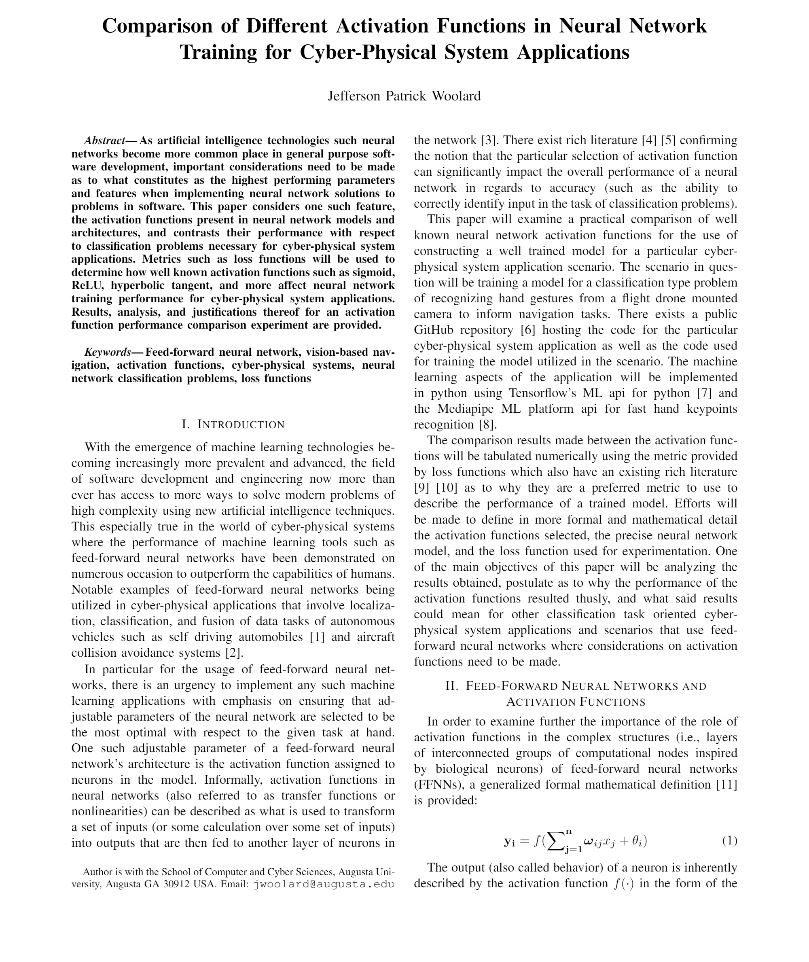 Comparison of Different Activation Functions in Neural Network
Training for Cyber-Physical System Applications
Jefferson Patrick Woolard
Abstract— As artificial intelligence technologies such neural
networks become more common place in general purpose soft-
ware development, important considerations need to be made
as to what constitutes as the highest performing parameters
and features when implementing neural network solutions to
problems in software. This paper considers one such feature,
the activation functions present in neural network models and
architectures, and contrasts their performance with respect
to classification problems necessary for cyber-physical system
applications. Metrics such as loss functions will be used to
determine how well known activation functions such as sigmoid,
ReLU, hyperbolic tangent, and more affect neural network
training performance for cyber-physical system applications.
Results, analysis, and justifications thereof for an activation
function performance comparison experiment are provided.
Keywords— Feed-forward neural network, vision-based nav-
igation, activation functions, cyber-physical systems, neural
network classification problems, loss functions
I. INTRODUCTION
With the emergence of machine learning technologies be-
coming increasingly more prevalent and advanced, the field
of software development and engineering now more than
ever has access to more ways to solve modern problems of
high complexity using new artificial intelligence techniques.
This especially true in the world of cyber-physical systems
where the performance of machine learning tools such as
feed-forward neural networks have been demonstrated on
numerous occasion to outperform the capabilities of humans.
Notable examples of feed-forward neural networks being
utilized in cyber-physical applications that involve localiza-
tion, classification, and fusion of data tasks of autonomous
vehicles such as self driving automobiles [1] and aircraft
collision avoidance systems [2].
In particular for the usage of feed-forward neural net-
works, there is an urgency to implement any such machine
learning applications with emphasis on ensuring that ad-
justable parameters of the neural network are selected to be
the most optimal with respect to the given task at hand.
One such adjustable parameter of a feed-forward neural
network's architecture is the activation function assigned to
neurons in the model. Informally, activation functions in
neural networks (also referred to as transfer functions or
nonlinearities) can be described as what is used to transform
a set of inputs (or some calculation over some set of inputs)
into outputs that are then fed to another layer of neurons in
Author is with the School of Computer and Cyber Sciences, Augusta Uni-
versity, Augusta GA 30912 USA. Email: jwoolard@augusta.edu
the network [3]. There exist rich literature [4] [5] confirming
the notion that the particular selection of activation function
can significantly impact the overall performance of a neural
network in regards to accuracy (such as the ability to
correctly identify input in the task of classification problems).
This paper will examine a practical comparison of well
known neural network activation functions for the use of
constructing a well trained model for a particular cyber-
physical system application scenario. The scenario in ques-
tion will be training a model for a classification type problem
of recognizing hand gestures from a flight drone mounted
camera to inform navigation tasks. There exists a public
GitHub repository [6] hosting the code for the particular
cyber-physical system application as well as the code used
for training the model utilized in the scenario. The machine
learning aspects of the application will be implemented
in python using Tensorflow's ML api for python [7] and
the Mediapipe ML platform api for fast hand keypoints
recognition [8].
The comparison results made between the activation func-
tions will be tabulated numerically using the metric provided
by loss functions which also have an existing rich literature
[9] [10] as to why they are a preferred metric to use to
describe the performance of a trained model. Efforts will
be made to define in more formal and mathematical detail
the activation functions selected, the precise neural network
model, and the loss function used for experimentation. One
of the main objectives of this paper will be analyzing the
results obtained, postulate as to why the performance of the
activation functions resulted thusly, and what said results
could mean for other classification task oriented cyber-
physical system applications and scenarios that use feed-
forward neural networks where considerations on activation
functions need to be made.
II. FEED-FORWARD NEURAL NETWORKS AND
ACTIVATION FUNCTIONS
In order to examine further the importance of the role of
activation functions in the complex structures (i.e., layers
of interconnected groups of computational nodes inspired
by biological neurons) of feed-forward neural networks
(FFNNs), a generalized formal mathematical definition [11]
is provided:
yᵢ = f(∑ⁿⱼ₌₁ ωᵢⱼxⱼ + θᵢ) (1)
The output (also called behavior) of a neuron is inherently
described by the activation function f(·) in the form of the